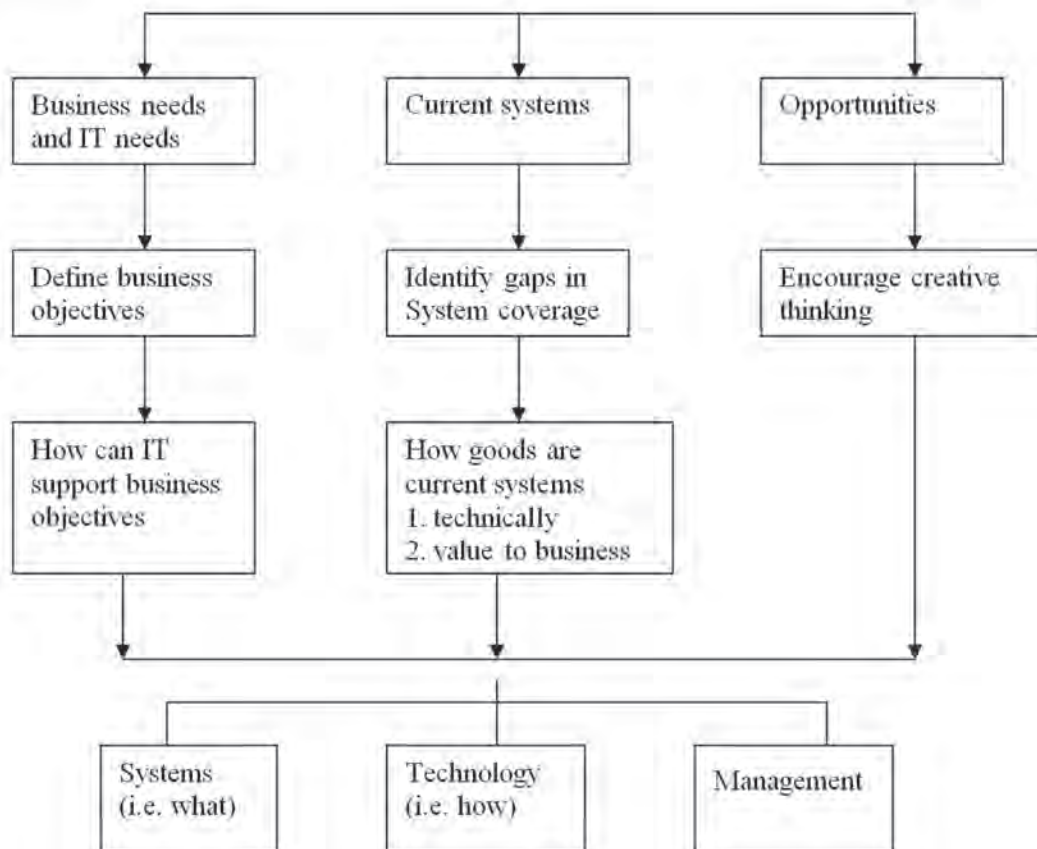 Business needs
and IT needs
Current systems
Opportunities
Define business
objectives
Identify gaps in
System coverage
Encourage creative
thinking
How can IT
support business
objectives
How goods are
current systems
1. technically
2. value to business
Systems
(i.e. what)
Technology
(i.e. how)
Management